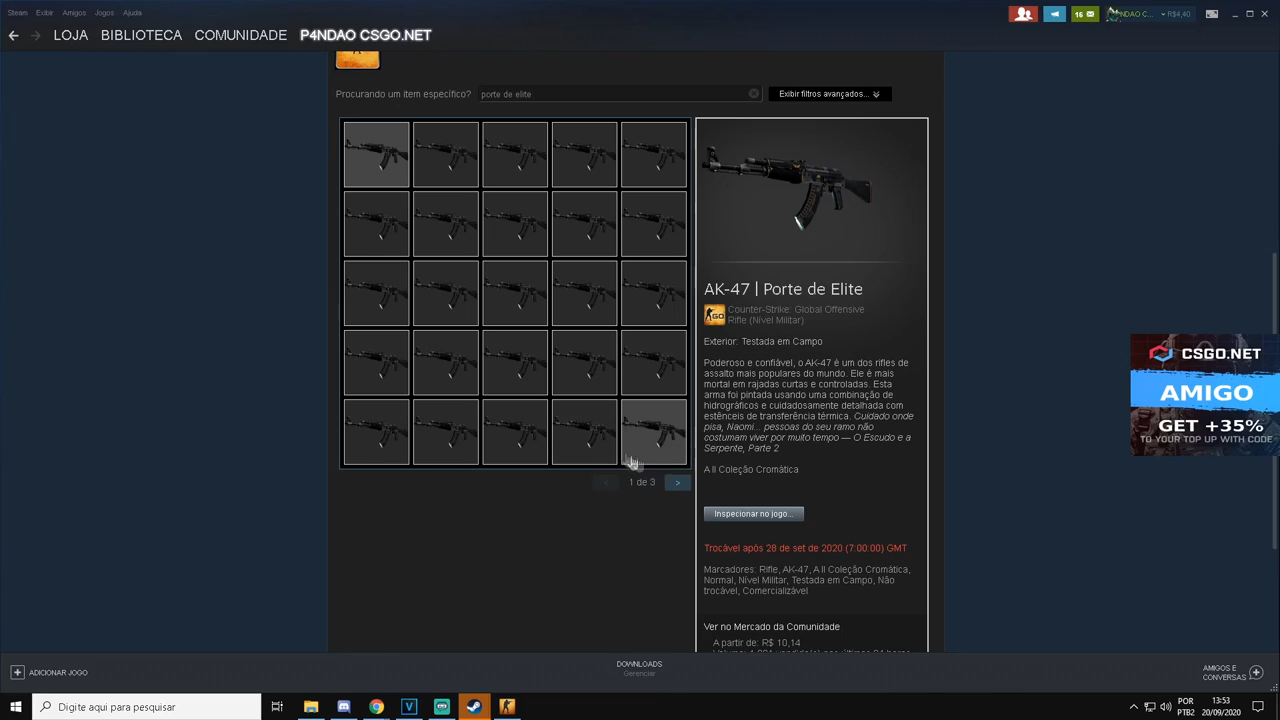 Steam Exibir Amigos Jogos Ajuda
16
R$4,40
LOJA BIBLIOTECA COMUNIDADE P4NDAO CSGO.NET
Procurando um item específico? porte de elite Exibir filtros avançados...
AK-47 | Porte de Elite
Counter-Strike: Global Offensive
Rifle (Nível Militar)
Exterior: Testada em Campo
Poderoso e confiável, o AK-47 é um dos rifles de
assalto mais populares do mundo. Ele é mais
mortal em rajadas curtas e controladas. Esta
arma foi pintada usando uma combinação de
hidrográficos e cuidadosamente detalhada com
estênceis de transferência térmica. Cuidado onde
pisa, Naomi... pessoas do seu ramo não
costumam viver por muito tempo — O Escudo e a
Serpente, Parte 2
A II Coleção Cromática
< 1 de 3 >
Inspecionar no jogo...
Trocável após 28 de set de 2020 (7:00:00) GMT
Marcadores: Rifle, AK-47, A II Coleção Cromática,
Normal, Nível Militar, Testada em Campo, Não
trocável, Comercializável
Ver no Mercado da Comunidade
A partir de: R$ 10,14
CSGO.NET
AMIGO
GET +35%
TO YOUR TOP UP WITH CODE
ADICIONAR JOGO
DOWNLOADS
Gerenciar
AMIGOS E
CONVERSAS
Digite aqui para pesquisar
POR
PTB2
13:53
20/09/2020